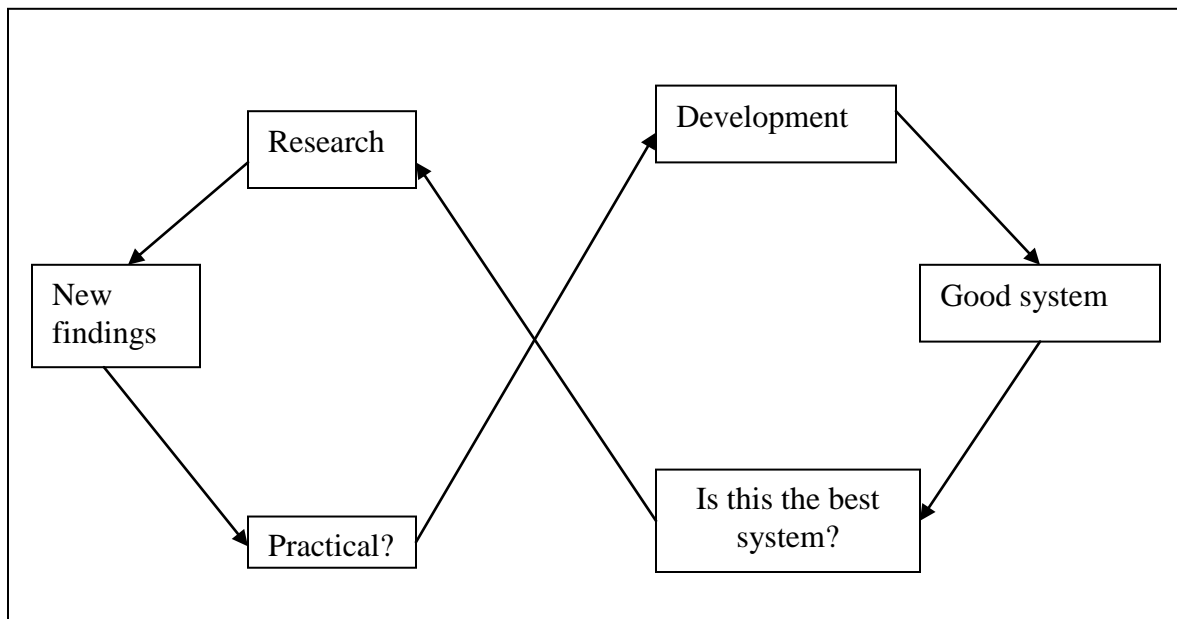 Research
Development
New
findings
Good system
Practical?
Is this the best
system?